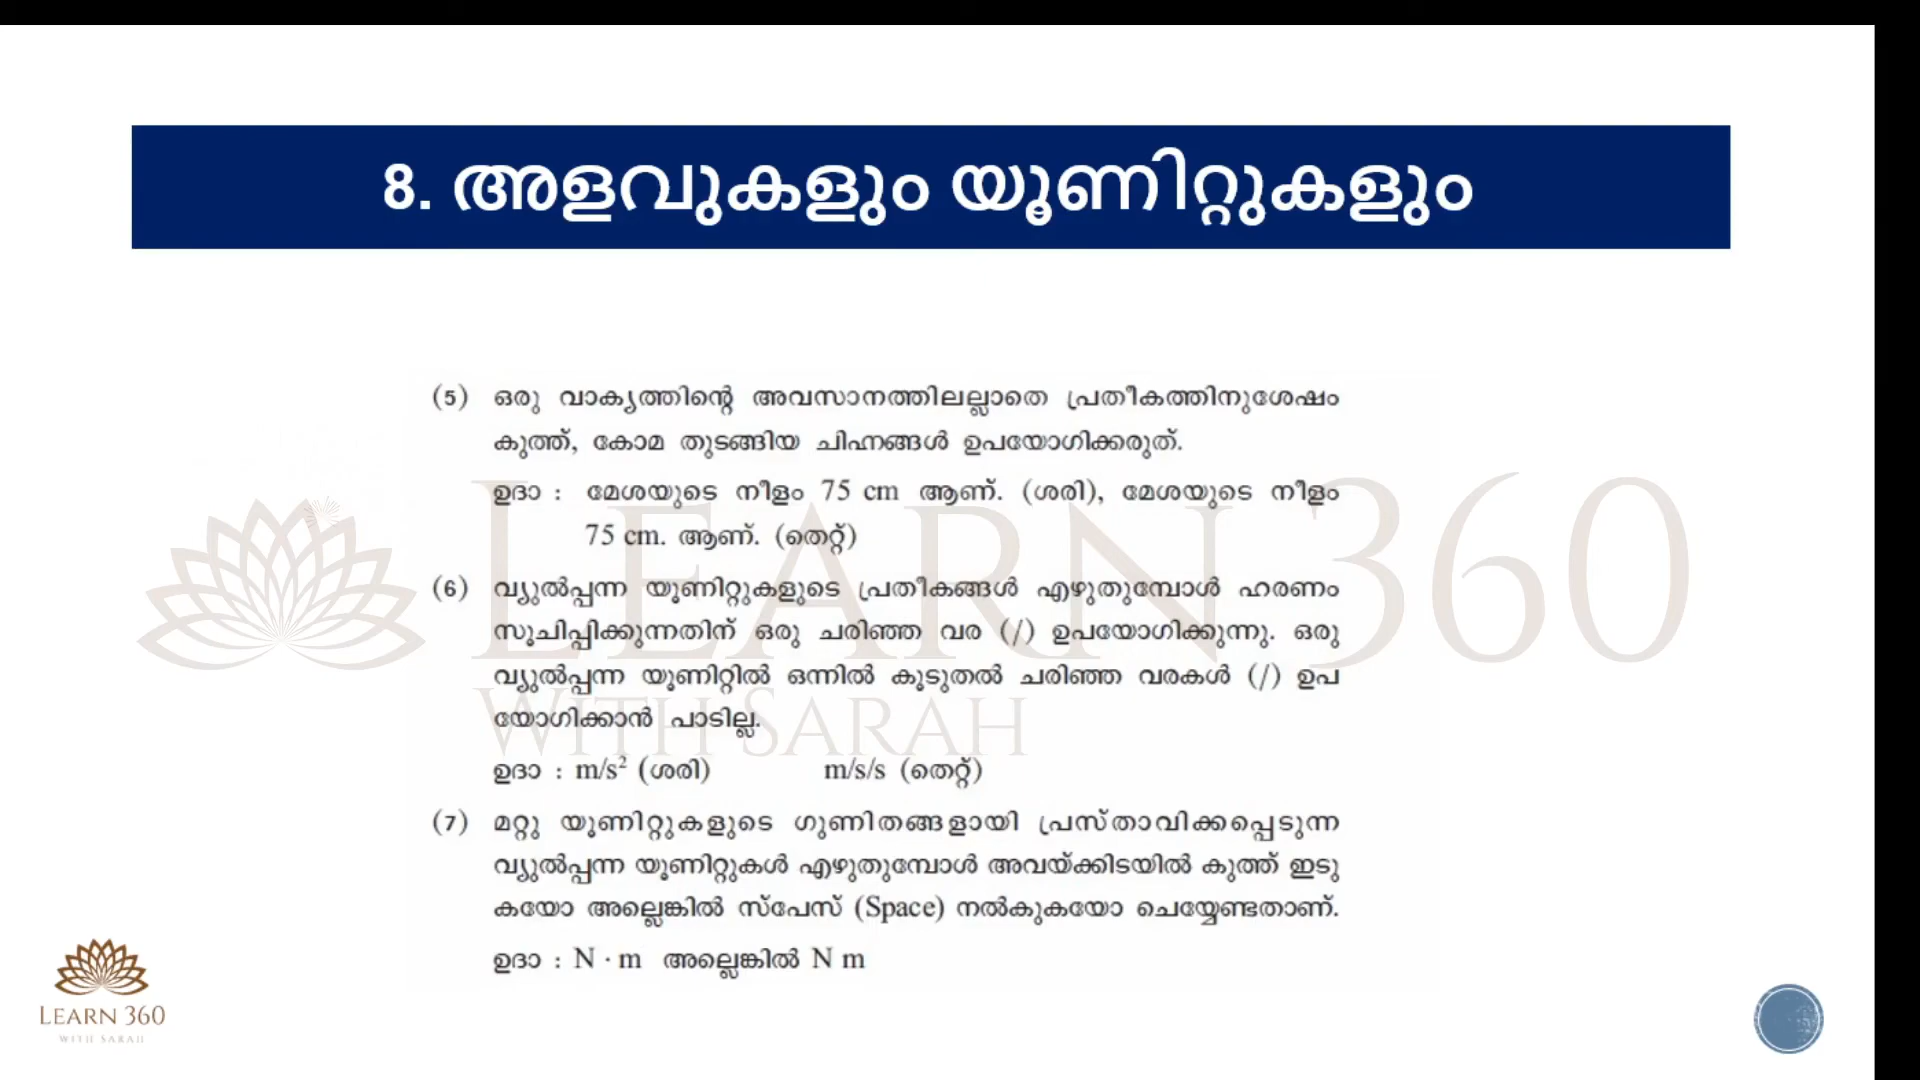 8. അളവുകളും യൂണിറ്റുകളും
(5) ഒരു വാക്യത്തിന്റെ അവസാനത്തിലല്ലാതെ പ്രതീകത്തിനുശേഷം
കുത്ത്, കോമ തുടങ്ങിയ ചിഹ്നങ്ങൾ ഉപയോഗിക്കരുത്.
ഉദാ : മേശയുടെ നീളം 75 cm ആണ്. (ശരി), മേശയുടെ നീളം
75 cm. ആണ്. (തെറ്റ്)
(6) വ്യുൽപ്പന്ന യൂണിറ്റുകളുടെ പ്രതീകങ്ങൾ എഴുതുമ്പോൾ ഹരണം
സൂചിപ്പിക്കുന്നതിന് ഒരു ചരിഞ്ഞ വര (/) ഉപയോഗിക്കുന്നു. ഒരു
വ്യുൽപ്പന്ന യൂണിറ്റിൽ ഒന്നിൽ കൂടുതൽ ചരിഞ്ഞ വരകൾ (/) ഉപ
യോഗിക്കാൻ പാടില്ല.
ഉദാ : m/s² (ശരി) m/s/s (തെറ്റ്)
(7) മറ്റു യൂണിറ്റുകളുടെ ഗുണിതങ്ങളായി പ്രസ്താവിക്കപ്പെടുന്ന
വ്യുൽപ്പന്ന യൂണിറ്റുകൾ എഴുതുമ്പോൾ അവയ്ക്കിടയിൽ കുത്ത് ഇടു
കയോ അല്ലെങ്കിൽ സ്പേസ് (Space) നൽകുകയോ ചെയ്യേണ്ടതാണ്.
ഉദാ : N · m അല്ലെങ്കിൽ N m
LEARN 360
WITH SARAH
LEARN 360
WITH SARAH